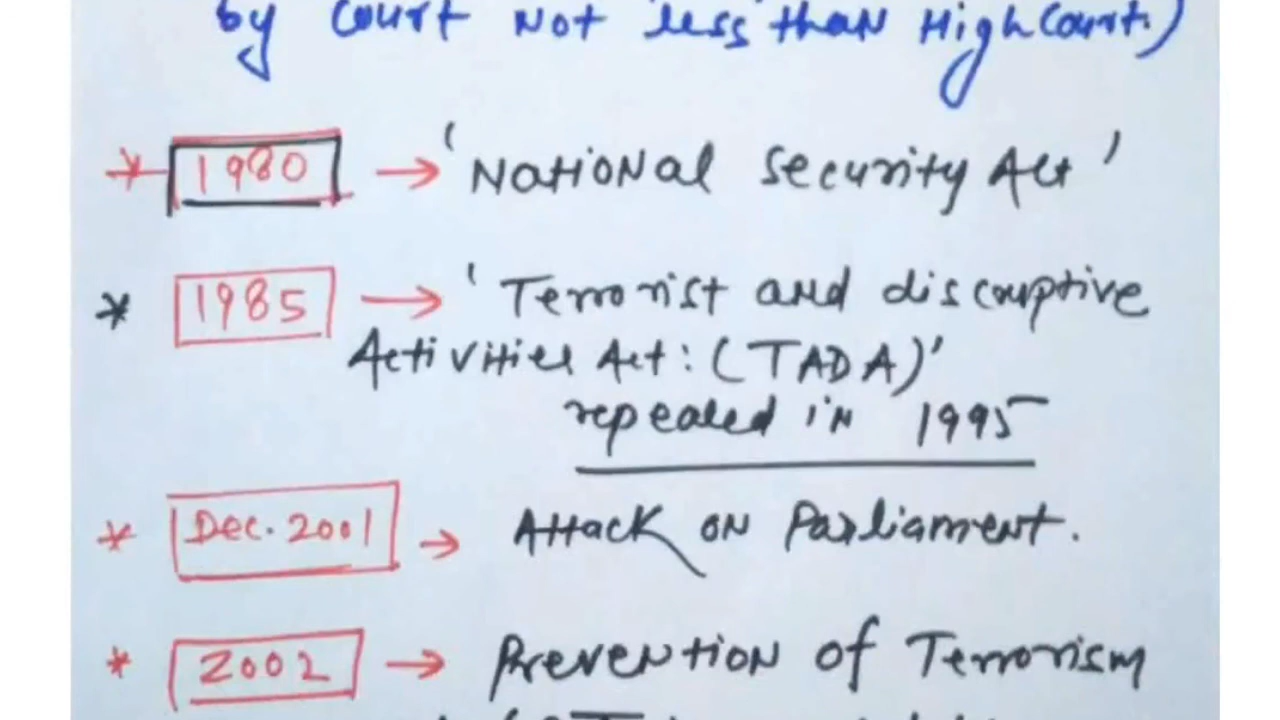 by Court Not less than High Court.)
* 1980 → 'National Security Act'
* 1985 → 'Terrorist and discruptive
Activities Act: (TADA)'
repealed in 1995
* Dec. 2001 → Attack on Parliament.
* 2002 → Prevention of Terrorism